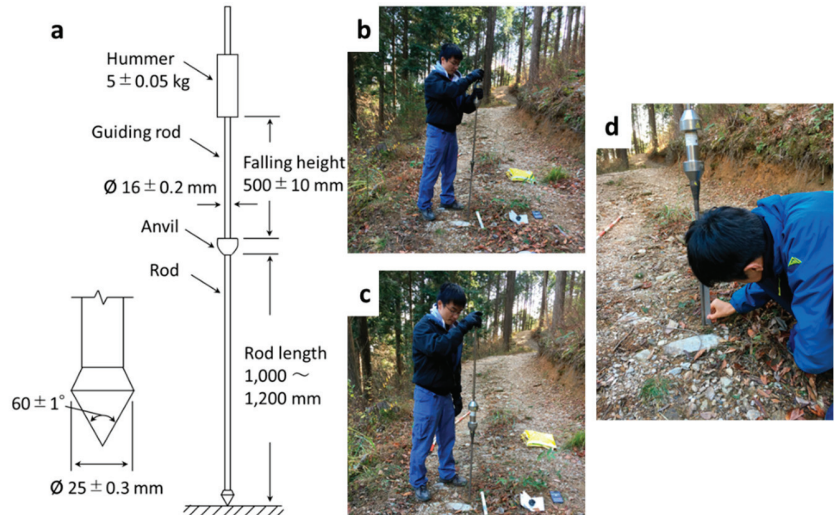 a
Hummer
5 ± 0.05 kg
Guiding rod
Ø 16 ± 0.2 mm
Falling height
500 ± 10 mm
Anvil
Rod
Rod length
1,000 ～
1,200 mm
60 ± 1°
Ø 25 ± 0.3 mm
b
c
d